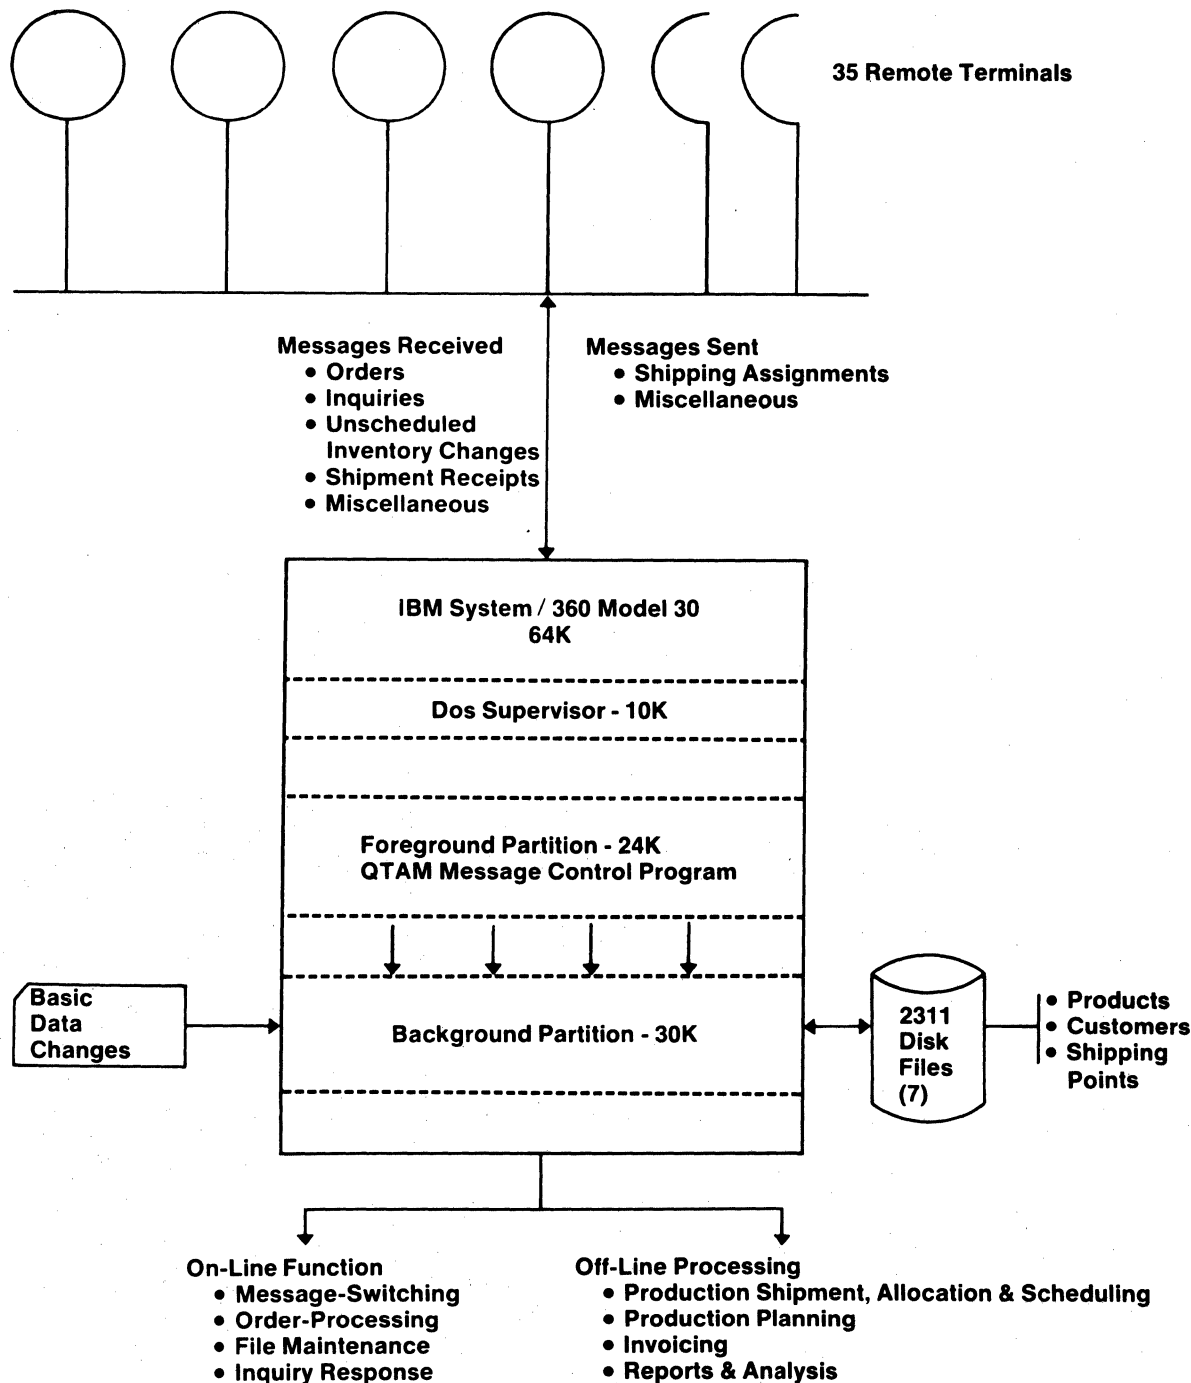 35 Remote Terminals
Messages Received
• Orders
• Inquiries
• Unscheduled
Inventory Changes
• Shipment Receipts
• Miscellaneous
Messages Sent
• Shipping Assignments
• Miscellaneous
IBM System / 360 Model 30
64K
Dos Supervisor - 10K
Foreground Partition - 24K
QTAM Message Control Program
Basic
Data
Changes
Background Partition - 30K
2311
Disk
Files
(7)
• Products
• Customers
• Shipping
Points
On-Line Function
• Message-Switching
• Order-Processing
• File Maintenance
• Inquiry Response
Off-Line Processing
• Production Shipment, Allocation & Scheduling
• Production Planning
• Invoicing
• Reports & Analysis